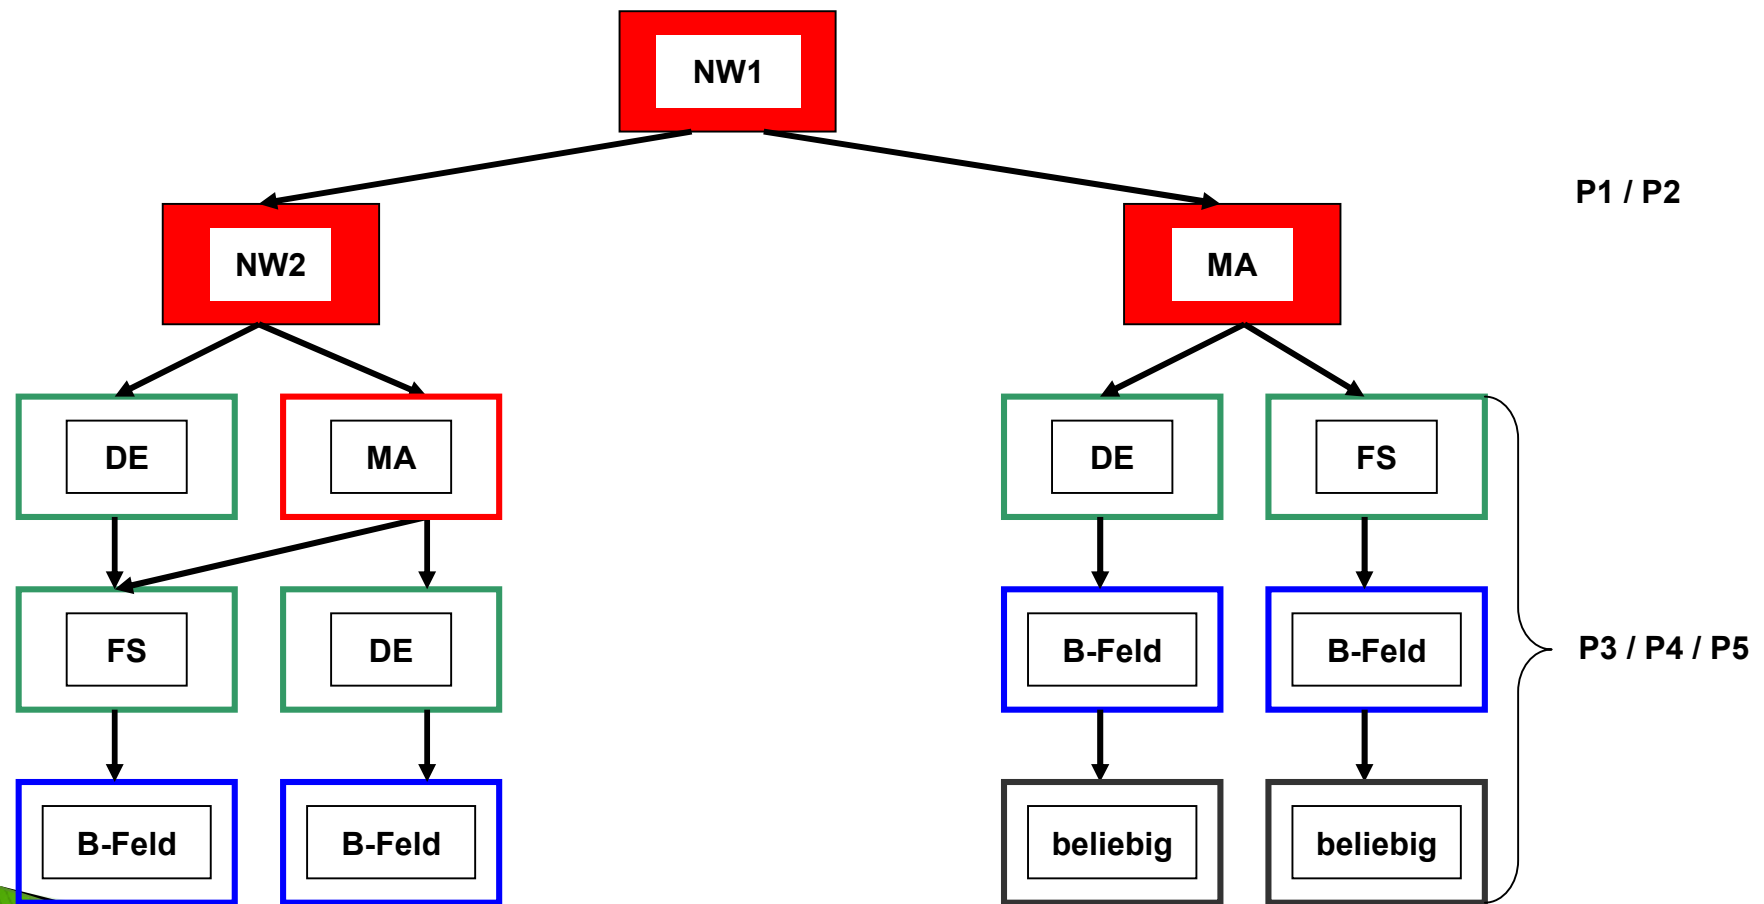 NW1
P1 / P2
NW2
MA
DE
MA
DE
FS
FS
DE
B-Feld
B-Feld
P3 / P4 / P5
B-Feld
B-Feld
beliebig
beliebig